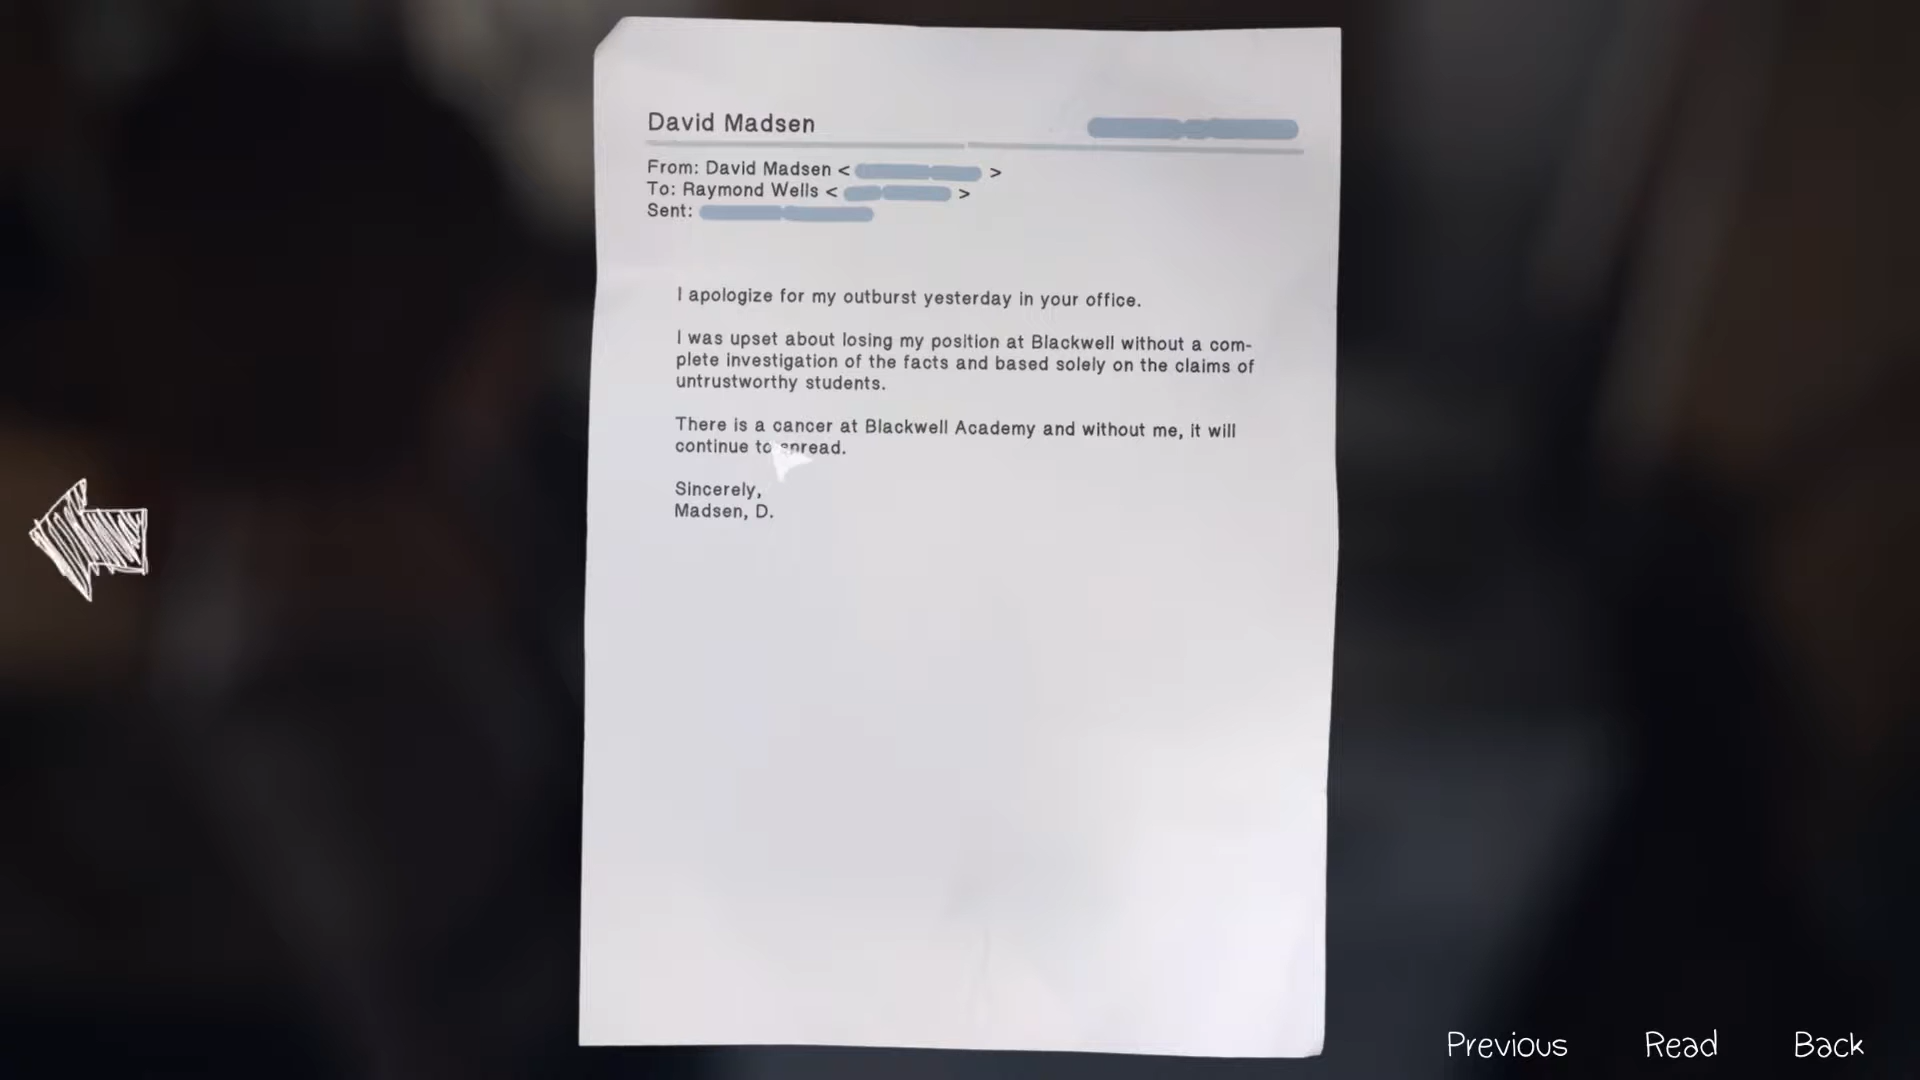 David Madsen
From: David Madsen < >
To: Raymond Wells < >
Sent:
I apologize for my outburst yesterday in your office.
I was upset about losing my position at Blackwell without a com-
plete investigation of the facts and based solely on the claims of
untrustworthy students.
There is a cancer at Blackwell Academy and without me, it will
continue to spread.
Sincerely,
Madsen, D.
Previous Read Back